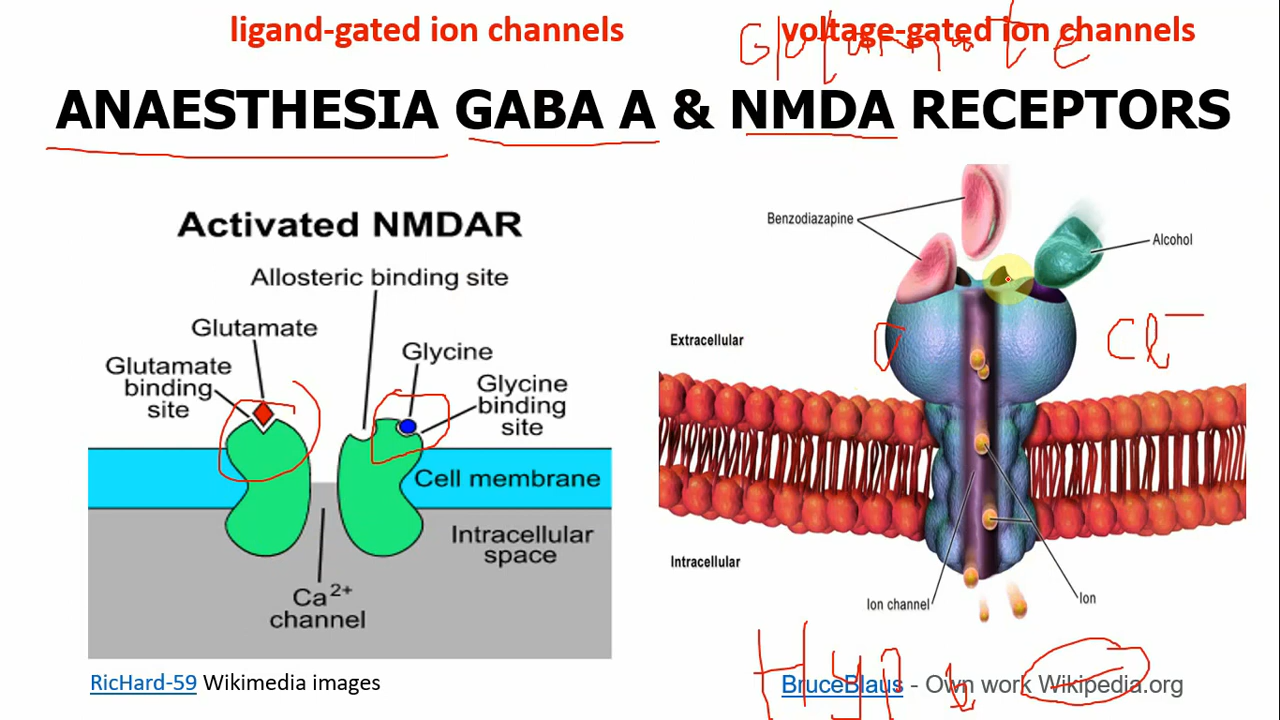 ligand-gated ion channels
voltage-gated ion channels
Glutamate
ANAESTHESIA GABA A & NMDA RECEPTORS
Activated NMDAR
Allosteric binding site
Glutamate
Glutamate
binding
site
Glycine
Glycine
binding
site
Cell membrane
Intracellular
space
Ca2+
channel
RicHard-59 Wikimedia images
Benzodiazapine
Alcohol
Extracellular
Cl−
Intracellular
Ion channel
Ion
BruceBlaus - Own work Wikipedia.org